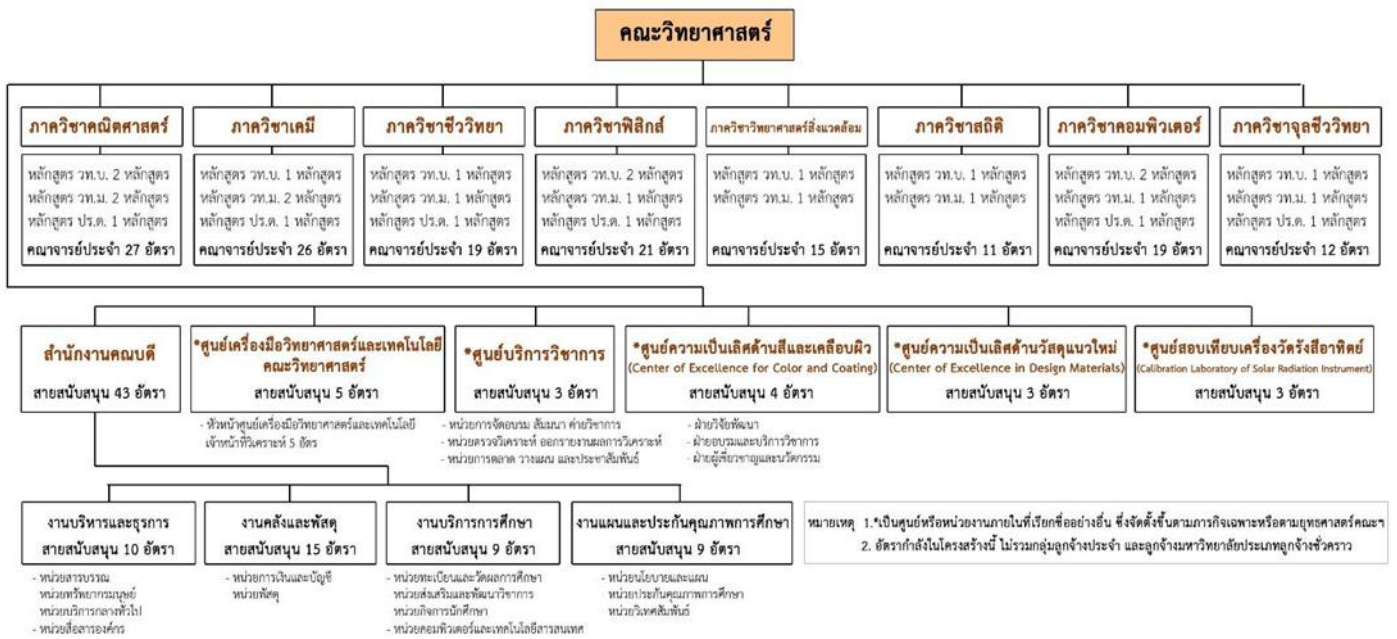 คณะวิทยาศาสตร์
ภาควิชาคณิตศาสตร์
หลักสูตร วท.บ. 2 หลักสูตร
หลักสูตร วท.ม. 2 หลักสูตร
หลักสูตร ปร.ด. 1 หลักสูตร
คณาจารย์ประจำ 27 อัตรา
ภาควิชาเคมี
หลักสูตร วท.บ. 1 หลักสูตร
หลักสูตร วท.ม. 2 หลักสูตร
หลักสูตร ปร.ด. 1 หลักสูตร
คณาจารย์ประจำ 26 อัตรา
ภาควิชาชีววิทยา
หลักสูตร วท.บ. 1 หลักสูตร
หลักสูตร วท.ม. 1 หลักสูตร
หลักสูตร ปร.ด. 1 หลักสูตร
คณาจารย์ประจำ 19 อัตรา
ภาควิชาฟิสิกส์
หลักสูตร วท.บ. 2 หลักสูตร
หลักสูตร วท.ม. 1 หลักสูตร
หลักสูตร ปร.ด. 1 หลักสูตร
คณาจารย์ประจำ 21 อัตรา
ภาควิชาวิทยาศาสตร์สิ่งแวดล้อม
หลักสูตร วท.บ. 1 หลักสูตร
หลักสูตร วท.ม. 1 หลักสูตร
คณาจารย์ประจำ 15 อัตรา
ภาควิชาสถิติ
หลักสูตร วท.บ. 1 หลักสูตร
หลักสูตร วท.ม. 1 หลักสูตร
คณาจารย์ประจำ 11 อัตรา
ภาควิชาคอมพิวเตอร์
หลักสูตร วท.บ. 2 หลักสูตร
หลักสูตร วท.ม. 1 หลักสูตร
หลักสูตร ปร.ด. 1 หลักสูตร
คณาจารย์ประจำ 19 อัตรา
ภาควิชาจุลชีววิทยา
หลักสูตร วท.บ. 1 หลักสูตร
หลักสูตร วท.ม. 1 หลักสูตร
หลักสูตร ปร.ด. 1 หลักสูตร
คณาจารย์ประจำ 12 อัตรา
สำนักงานคณบดี
สายสนับสนุน 43 อัตรา
*ศูนย์เครื่องมือวิทยาศาสตร์และเทคโนโลยี
คณะวิทยาศาสตร์
สายสนับสนุน 5 อัตรา
- หัวหน้าศูนย์เครื่องมือวิทยาศาสตร์และเทคโนโลยี
เจ้าหน้าที่วิเคราะห์ 5 อัตร
*ศูนย์บริการวิชาการ
สายสนับสนุน 3 อัตรา
- หน่วยการจัดอบรม สัมมนา ค่ายวิชาการ
- หน่วยตรวจวิเคราะห์ ออกรายงานผลการวิเคราะห์
- หน่วยการตลาด วางแผน และประชาสัมพันธ์
*ศูนย์ความเป็นเลิศด้านสีและเคลือบผิว
(Center of Excellence for Color and Coating)
สายสนับสนุน 4 อัตรา
- ฝ่ายวิจัยพัฒนา
- ฝ่ายอบรมและบริการวิชาการ
- ฝ่ายผู้เชี่ยวชาญและนวัตกรรม
*ศูนย์ความเป็นเลิศด้านวัสดุแนวใหม่
(Center of Excellence in Design Materials)
สายสนับสนุน 3 อัตรา
*ศูนย์สอบเทียบเครื่องวัดรังสีอาทิตย์
(Calibration Laboratory of Solar Radiation Instrument)
สายสนับสนุน 3 อัตรา
งานบริหารและธุรการ
สายสนับสนุน 10 อัตรา
- หน่วยสารบรรณ
หน่วยทรัพยากรมนุษย์
หน่วยบริการกลางทั่วไป
- หน่วยสื่อสารองค์กร
งานคลังและพัสดุ
สายสนับสนุน 15 อัตรา
- หน่วยการเงินและบัญชี
หน่วยพัสดุ
งานบริการการศึกษา
สายสนับสนุน 9 อัตรา
- หน่วยทะเบียนและวัดผลการศึกษา
หน่วยส่งเสริมและพัฒนาวิชาการ
หน่วยกิจการนักศึกษา
- หน่วยคอมพิวเตอร์และเทคโนโลยีสารสนเทศ
งานแผนและประกันคุณภาพการศึกษา
สายสนับสนุน 9 อัตรา
- หน่วยนโยบายและแผน
หน่วยประกันคุณภาพการศึกษา
หน่วยวิเทศสัมพันธ์
หมายเหตุ 1.*เป็นศูนย์หรือหน่วยงานภายในที่เรียกชื่ออย่างอื่น ซึ่งจัดตั้งขึ้นตามภารกิจเฉพาะหรือตามยุทธศาสตร์คณะฯ
2. อัตรากำลังในโครงสร้างนี้ ไม่รวมกลุ่มลูกจ้างประจำ และลูกจ้างมหาวิทยาลัยประเภทลูกจ้างชั่วคราว